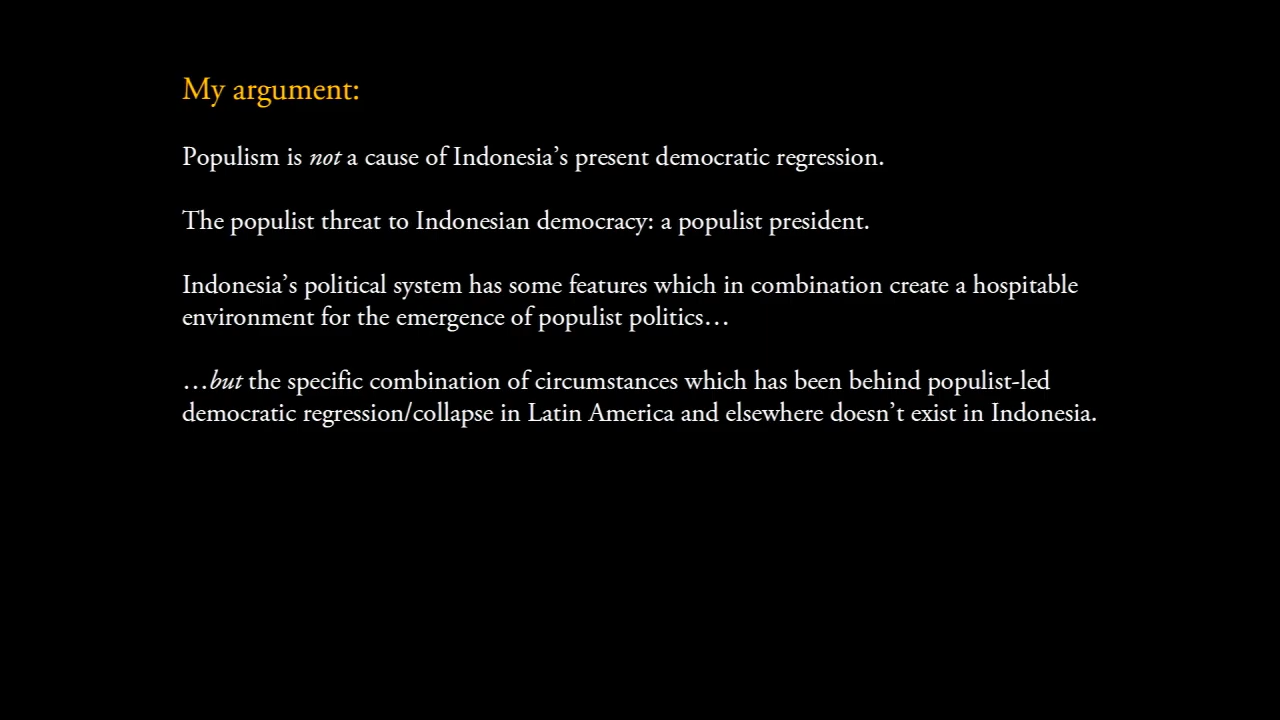 My argument:
Populism is not a cause of Indonesia’s present democratic regression.
The populist threat to Indonesian democracy: a populist president.
Indonesia’s political system has some features which in combination create a hospitable
environment for the emergence of populist politics…
…but the specific combination of circumstances which has been behind populist-led
democratic regression/collapse in Latin America and elsewhere doesn’t exist in Indonesia.